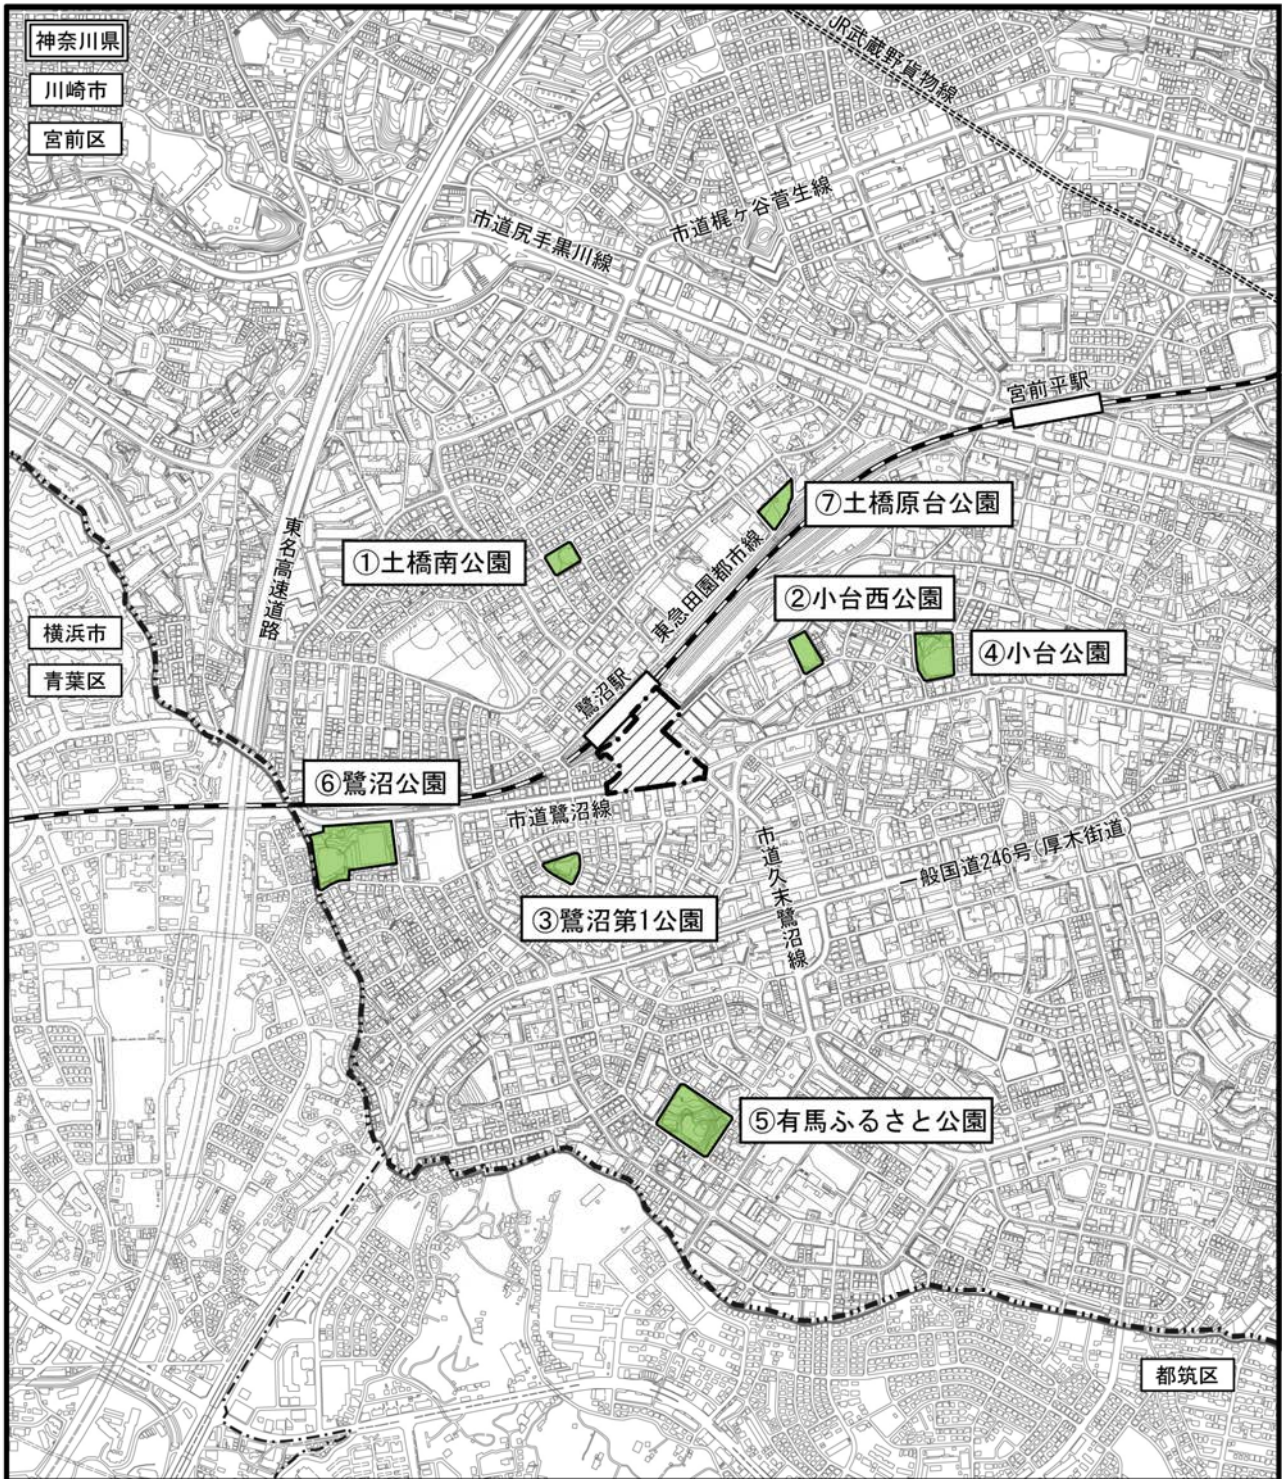 神奈川県
川崎市
宮前区
JR武蔵野貨物線
市道梶ヶ谷菅生線
市道尻手黒川線
宮前平駅
⑦土橋原台公園
東名高速道路
①土橋南公園
東急田園都市線
②小台西公園
横浜市
④小台公園
青葉区
鷺沼駅
⑥鷺沼公園
市道鷺沼線
市道久末鷺沼線
一般国道246号(厚木街道)
③鷺沼第1公園
⑤有馬ふるさと公園
都筑区